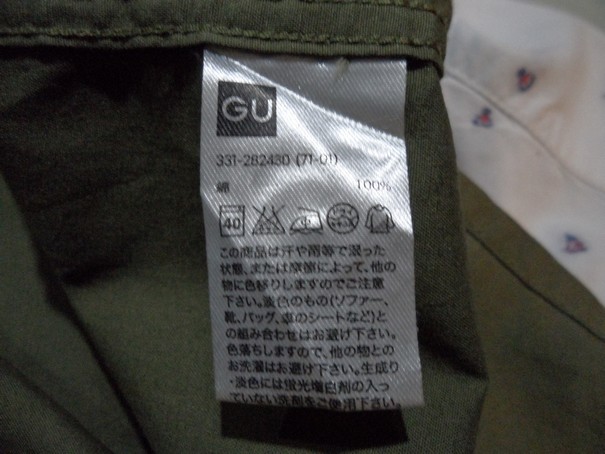 GU
331-282430 (71-01)
綿 100%
40 中
この商品は汗や雨等で湿った
状態、または摩擦によって、他の
物に色移りしますのでご注意
下さい。淡色のもの(ソファー、
靴、バッグ、車のシートなど)と
の組み合わせはお避け下さい。
色落ちしますので、他の物との
お洗濯はお避け下さい。生成り
・淡色には蛍光増白剤の入っ
ていない洗剤をご使用下さい。